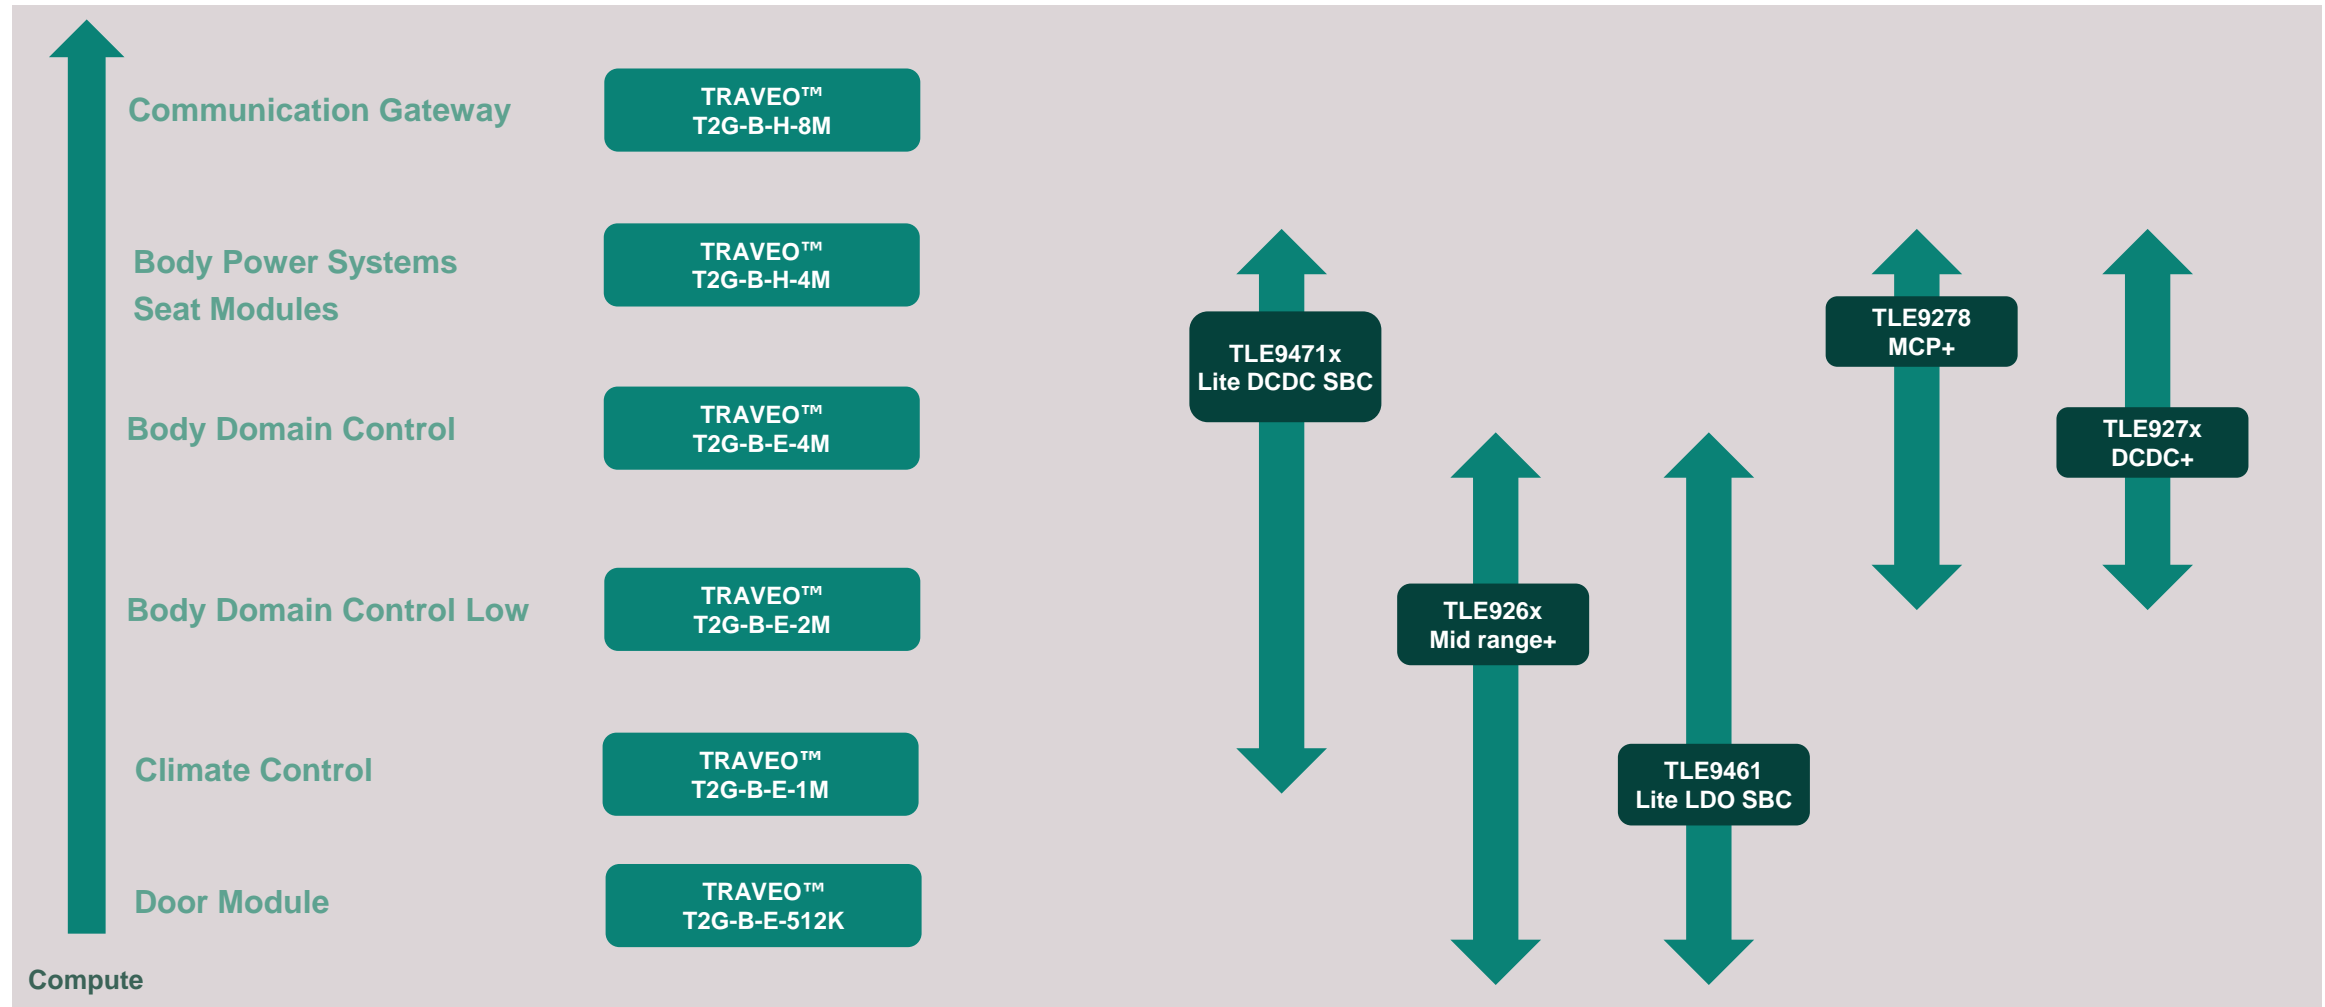 Communication Gateway
TRAVEO™
T2G-B-H-8M
Body Power Systems
Seat Modules
TRAVEO™
T2G-B-H-4M
Body Domain Control
TRAVEO™
T2G-B-E-4M
Body Domain Control Low
TRAVEO™
T2G-B-E-2M
Climate Control
TRAVEO™
T2G-B-E-1M
Door Module
TRAVEO™
T2G-B-E-512K
Compute
TLE9471x
Lite DCDC SBC
TLE926x
Mid range+
TLE9461
Lite LDO SBC
TLE9278
MCP+
TLE927x
DCDC+